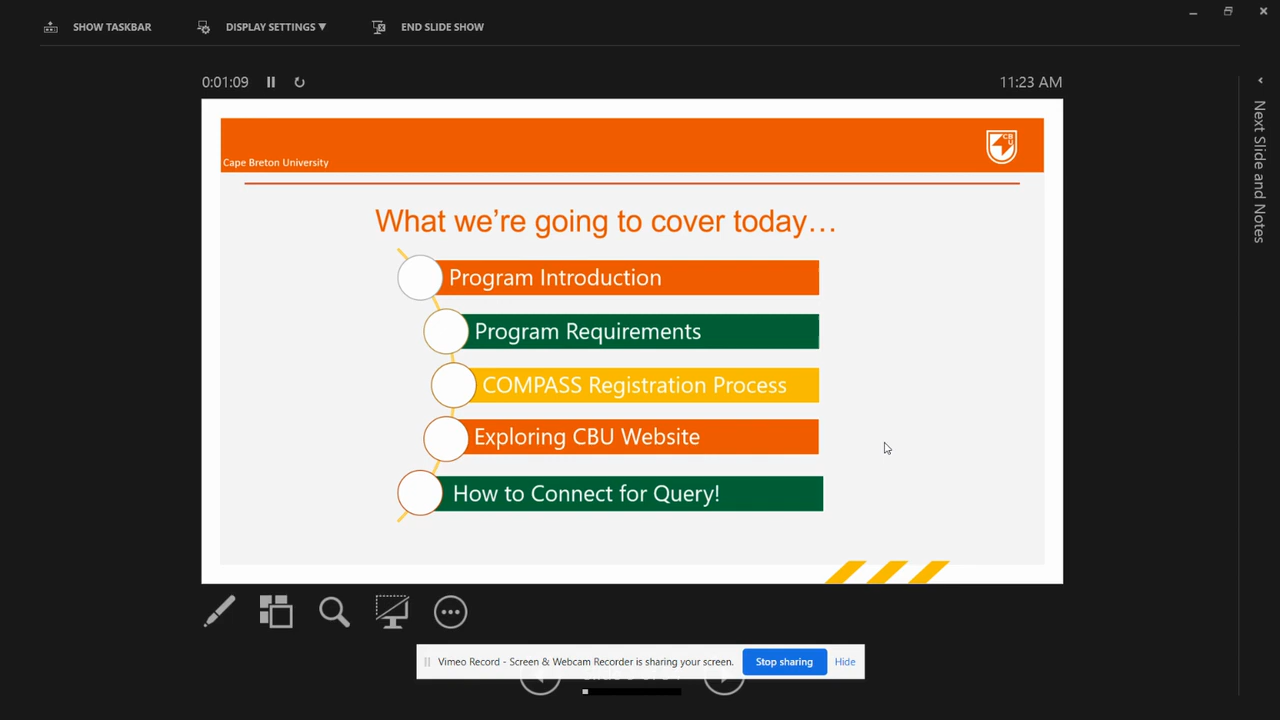 SHOW TASKBAR
DISPLAY SETTINGS ▼
END SLIDE SHOW
0:01:09
11:23 AM
Cape Breton University
CB
U
What we're going to cover today...
Program Introduction
Program Requirements
COMPASS Registration Process
Exploring CBU Website
How to Connect for Query!
Next Slide and Notes
Vimeo Record - Screen & Webcam Recorder is sharing your screen.
Stop sharing
Hide